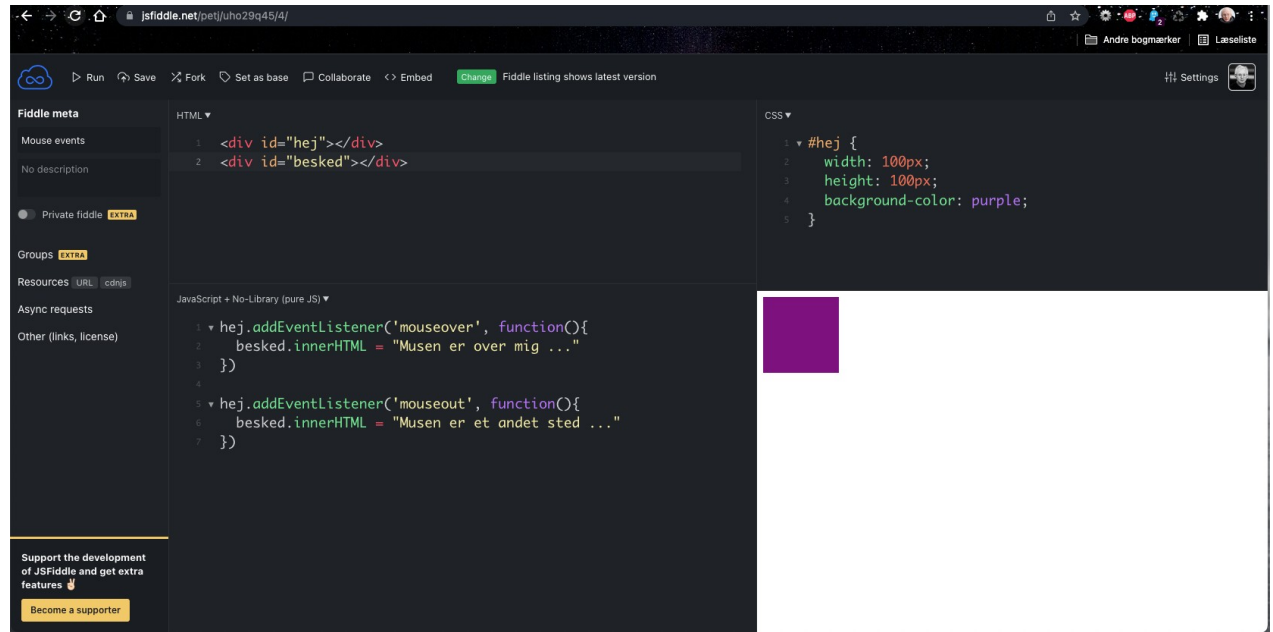 jsfiddle.net/petj/uho29q45/4/
ABP
2
Andre bogmærker
Læseliste
Run
Save
Fork
Set as base
Collaborate
<> Embed
Change
Fiddle listing shows latest version
Settings
Fiddle meta
Mouse events
No description
Private fiddle EXTRA
Groups EXTRA
Resources URL cdnjs
Async requests
Other (links, license)
Support the development
of JSFiddle and get extra
features ✌🏻
Become a supporter
HTML ▼
1 <div id="hej"></div>
2 <div id="besked"></div>
CSS ▼
1 ▼ #hej {
2 width: 100px;
3 height: 100px;
4 background-color: purple;
5 }
JavaScript + No-Library (pure JS) ▼
1 ▼ hej.addEventListener('mouseover', function(){
2 besked.innerHTML = "Musen er over mig ..."
3 })
4
5 ▼ hej.addEventListener('mouseout', function(){
6 besked.innerHTML = "Musen er et andet sted ..."
7 })